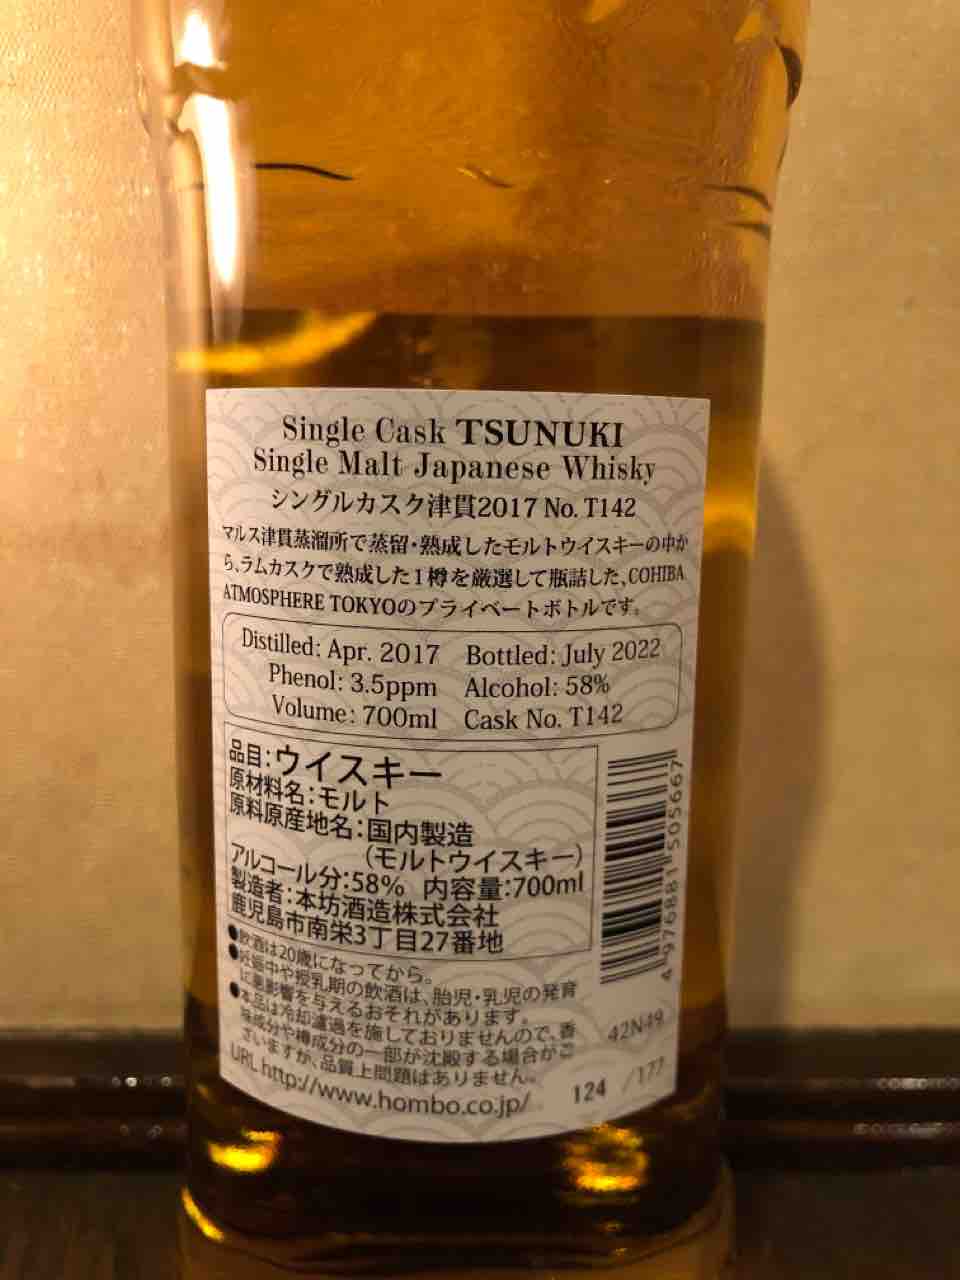 Single Cask TSUNUKI
Single Malt Japanese Whisky
シングルカスク津貫2017 No. T142
マルス津貫蒸溜所で蒸留・熟成したモルトウイスキーの中か
ら、ラムカスクで熟成した1樽を厳選して瓶詰した、COHIBA
ATMOSPHERE TOKYOのプライベートボトルです。
Distilled: Apr. 2017 Bottled: July 2022
Phenol: 3.5ppm Alcohol: 58%
Volume: 700ml Cask No. T142
品目：ウイスキー
原材料名：モルト
原料原産地名：国内製造
（モルトウイスキー）
アルコール分：58% 内容量：700ml
製造者：本坊酒造株式会社
鹿児島市南栄3丁目27番地
●飲酒は20歳になってから。
●妊娠中や授乳期の飲酒は、胎児・乳児の発育
に悪影響を与えるおそれがあります。
●本品は冷却濾過を施しておりませんので、香
味成分や樽成分の一部が沈殿する場合がご
ざいますが、品質上問題はありません。
URL http://www.hombo.co.jp/
4 976881 505667
42N49
124 /177